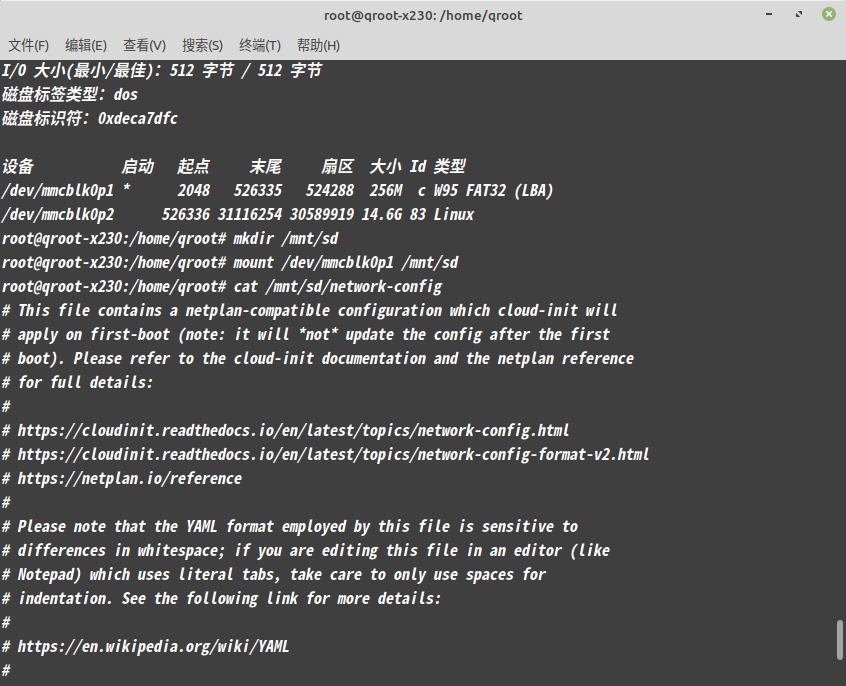 root@qroot-x230: /home/qroot
文件(F) 编辑(E) 查看(V) 搜索(S) 终端(T) 帮助(H)
I/O 大小(最小/最佳)：512 字节 / 512 字节
磁盘标签类型：dos
磁盘标识符：0xdeca7dfc
设备 启动 起点 末尾 扇区 大小 Id 类型
/dev/mmcblk0p1 * 2048 526335 524288 256M c W95 FAT32 (LBA)
/dev/mmcblk0p2 526336 31116254 30589919 14.6G 83 Linux
root@qroot-x230:/home/qroot# mkdir /mnt/sd
root@qroot-x230:/home/qroot# mount /dev/mmcblk0p1 /mnt/sd
root@qroot-x230:/home/qroot# cat /mnt/sd/network-config
# This file contains a netplan-compatible configuration which cloud-init will
# apply on first-boot (note: it will *not* update the config after the first
# boot). Please refer to the cloud-init documentation and the netplan reference
# for full details:
#
# https://cloudinit.readthedocs.io/en/latest/topics/network-config.html
# https://cloudinit.readthedocs.io/en/latest/topics/network-config-format-v2.html
# https://netplan.io/reference
#
# Please note that the YAML format employed by this file is sensitive to
# differences in whitespace; if you are editing this file in an editor (like
# Notepad) which uses literal tabs, take care to only use spaces for
# indentation. See the following link for more details:
#
# https://en.wikipedia.org/wiki/YAML
#